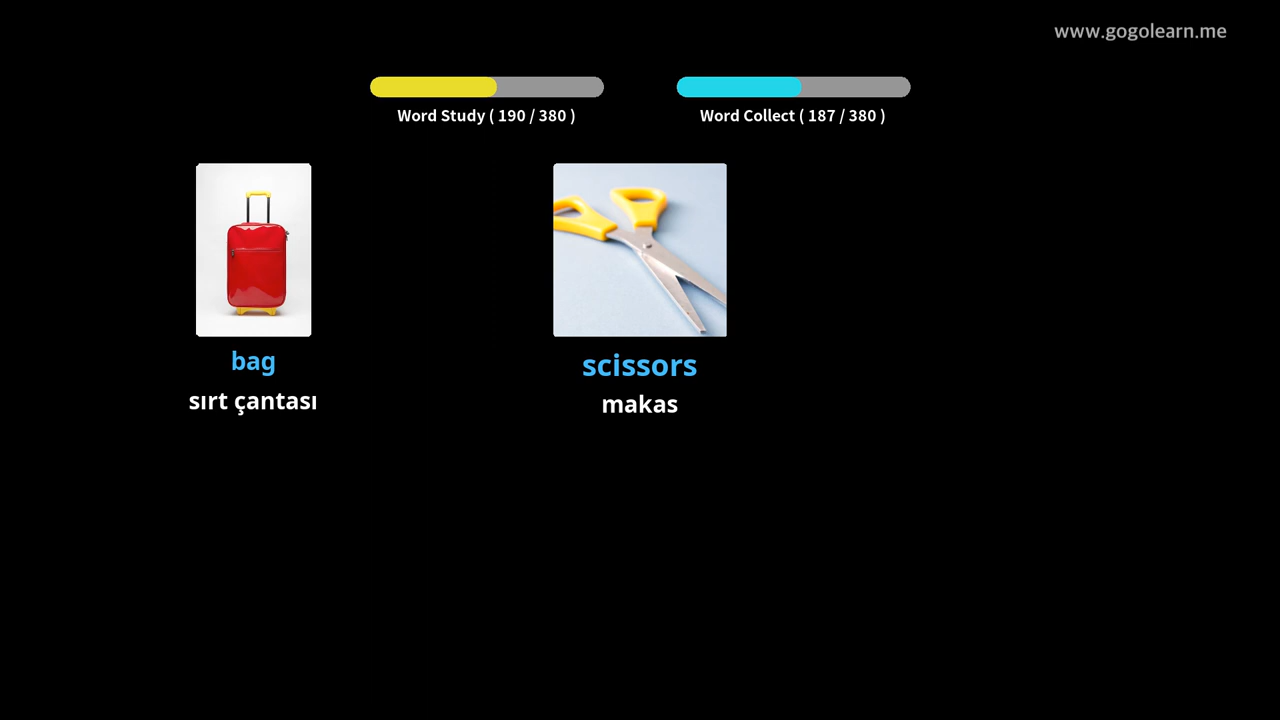 www.gogolearn.me
Word Study ( 190 / 380 )
Word Collect ( 187 / 380 )
bag
sırt çantası
scissors
makas